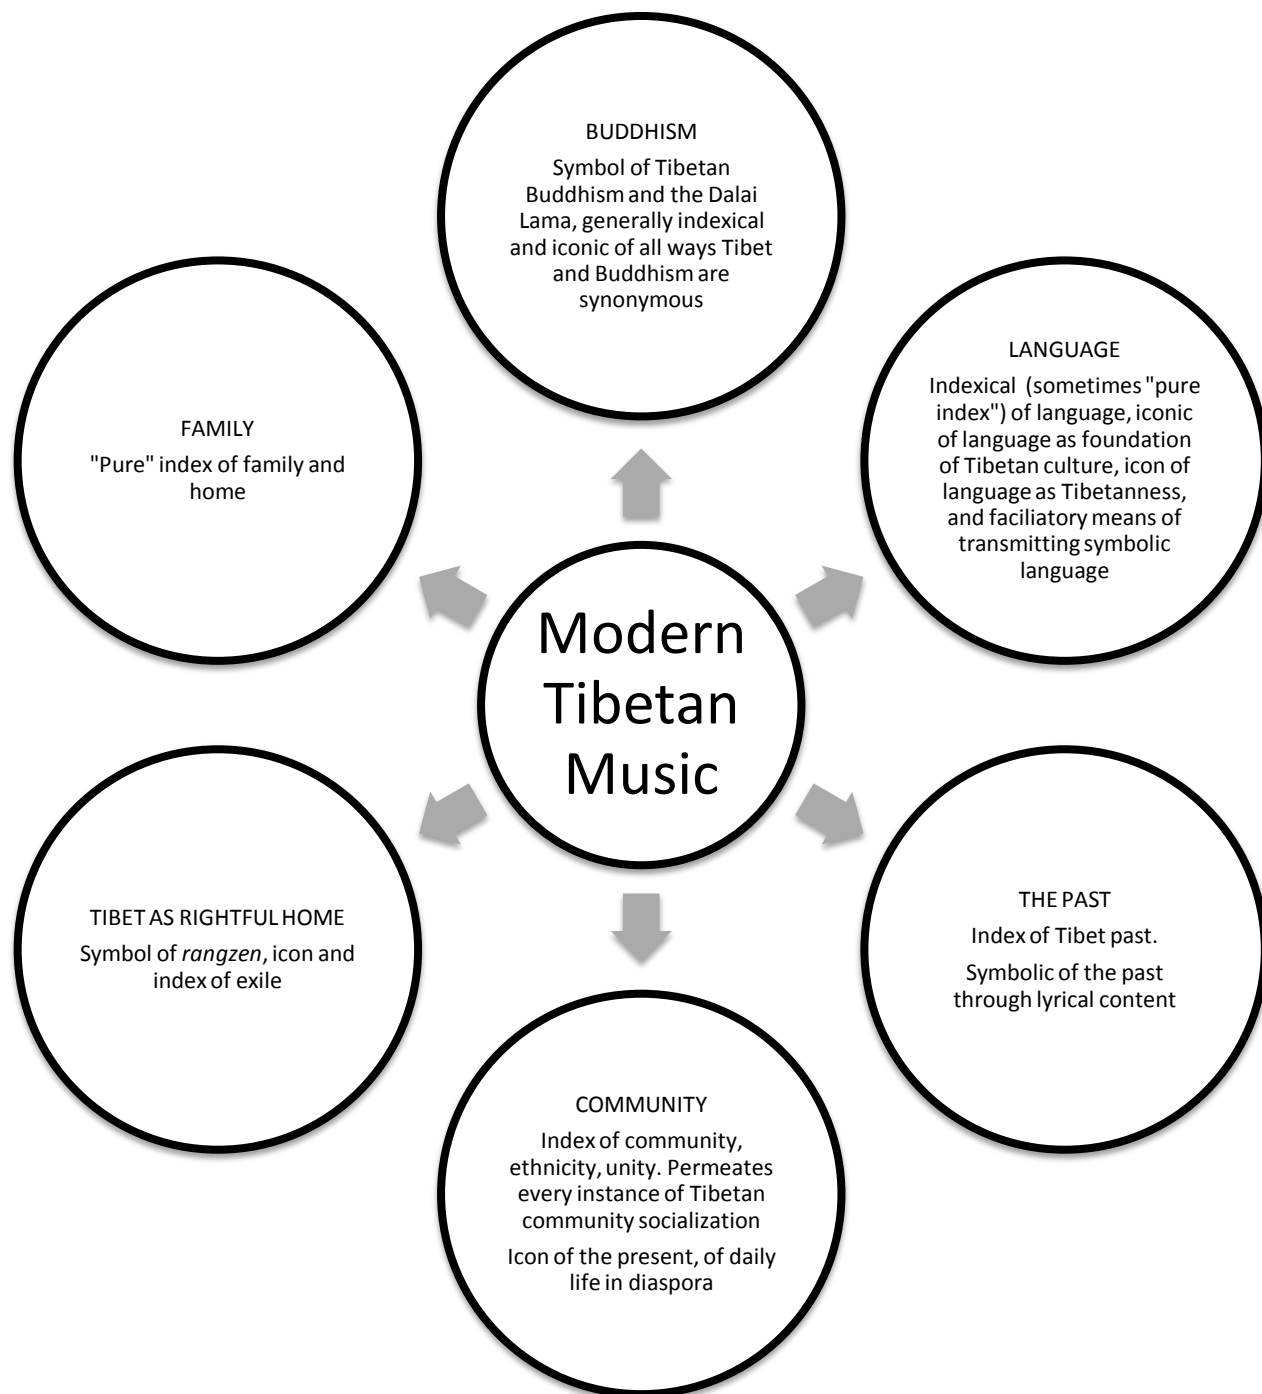 BUDDHISM
Symbol of Tibetan
Buddhism and the Dalai
Lama, generally indexical
and iconic of all ways Tibet
and Buddhism are
synonymous
LANGUAGE
Indexical (sometimes "pure
index") of language, iconic
of language as foundation
of Tibetan culture, icon of
language as Tibetanness,
and faciliatory means of
transmitting symbolic
language
THE PAST
Index of Tibet past.
Symbolic of the past
through lyrical content
COMMUNITY
Index of community,
ethnicity, unity. Permeates
every instance of Tibetan
community socialization
Icon of the present, of daily
life in diaspora
TIBET AS RIGHTFUL HOME
Symbol of rangzen, icon and
index of exile
FAMILY
"Pure" index of family and
home
Modern
Tibetan
Music